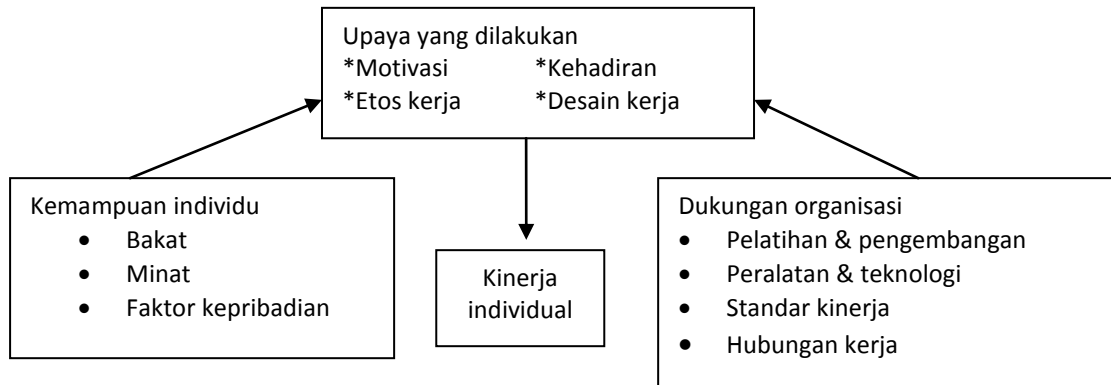 Upaya yang dilakukan
*Motivasi *Kehadiran
*Etos kerja *Desain kerja
Kemampuan individu
• Bakat
• Minat
• Faktor kepribadian
Kinerja
individual
Dukungan organisasi
• Pelatihan & pengembangan
• Peralatan & teknologi
• Standar kinerja
• Hubungan kerja